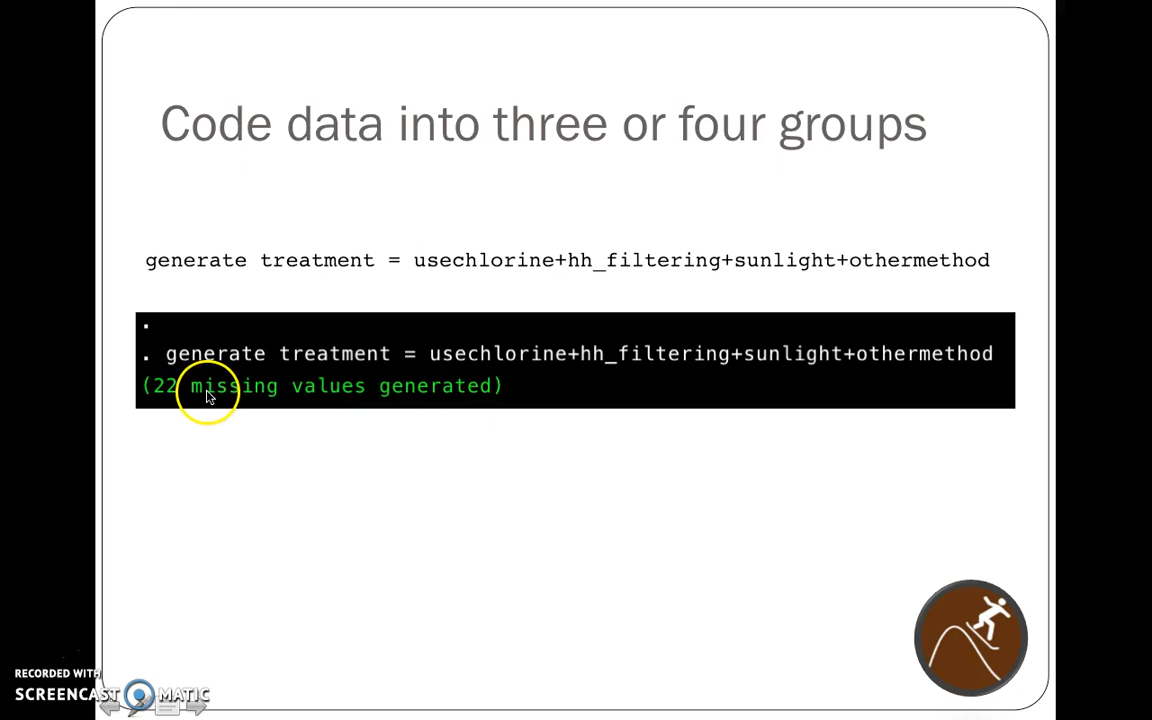 Code data into three or four groups
generate treatment = usechlorine+hh_filtering+sunlight+othermethod
.
. generate treatment = usechlorine+hh_filtering+sunlight+othermethod
(22 missing values generated)
RECORDED WITH
SCREENCAST MATIC